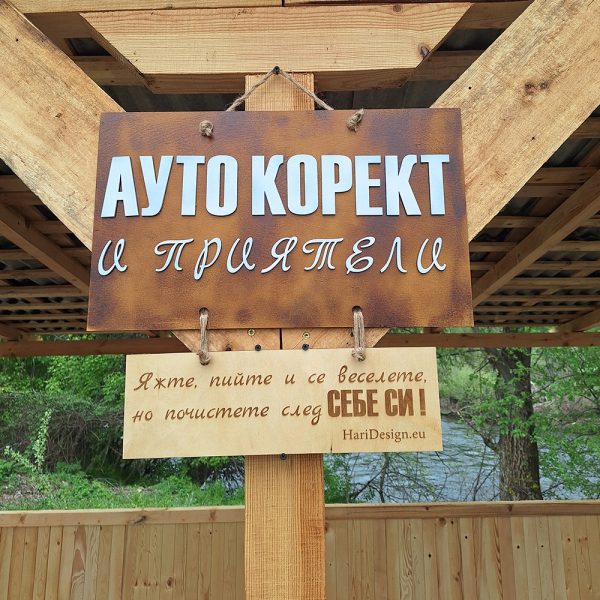 АУТО КОРЕКТ
и приятели
Яжте, пийте и се веселете,
но почистете след СЕБЕ СИ!
HariDesign.eu